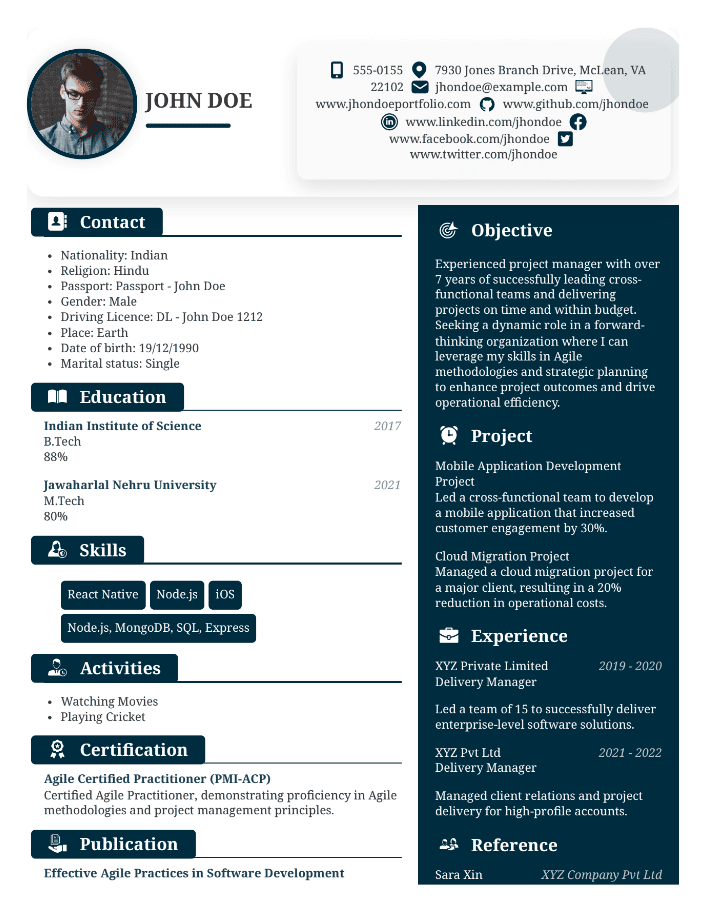 JOHN DOE
555-0155 7930 Jones Branch Drive, McLean, VA
22102 jhondoe@example.com
www.jhondoeportfolio.com www.github.com/jhondoe
www.linkedin.com/jhondoe
www.facebook.com/jhondoe
www.twitter.com/jhondoe
Contact
• Nationality: Indian
• Religion: Hindu
• Passport: Passport - John Doe
• Gender: Male
• Driving Licence: DL - John Doe 1212
• Place: Earth
• Date of birth: 19/12/1990
• Marital status: Single
Education
Indian Institute of Science 2017
B.Tech
88%
Jawaharlal Nehru University 2021
M.Tech
80%
Skills
React Native Node.js iOS
Node.js, MongoDB, SQL, Express
Activities
• Watching Movies
• Playing Cricket
Certification
Agile Certified Practitioner (PMI-ACP)
Certified Agile Practitioner, demonstrating proficiency in Agile
methodologies and project management principles.
Publication
Effective Agile Practices in Software Development
Objective
Experienced project manager with over
7 years of successfully leading cross-
functional teams and delivering
projects on time and within budget.
Seeking a dynamic role in a forward-
thinking organization where I can
leverage my skills in Agile
methodologies and strategic planning
to enhance project outcomes and drive
operational efficiency.
Project
Mobile Application Development
Project
Led a cross-functional team to develop
a mobile application that increased
customer engagement by 30%.
Cloud Migration Project
Managed a cloud migration project for
a major client, resulting in a 20%
reduction in operational costs.
Experience
XYZ Private Limited 2019 - 2020
Delivery Manager
Led a team of 15 to successfully deliver
enterprise-level software solutions.
XYZ Pvt Ltd 2021 - 2022
Delivery Manager
Managed client relations and project
delivery for high-profile accounts.
Reference
Sara Xin XYZ Company Pvt Ltd